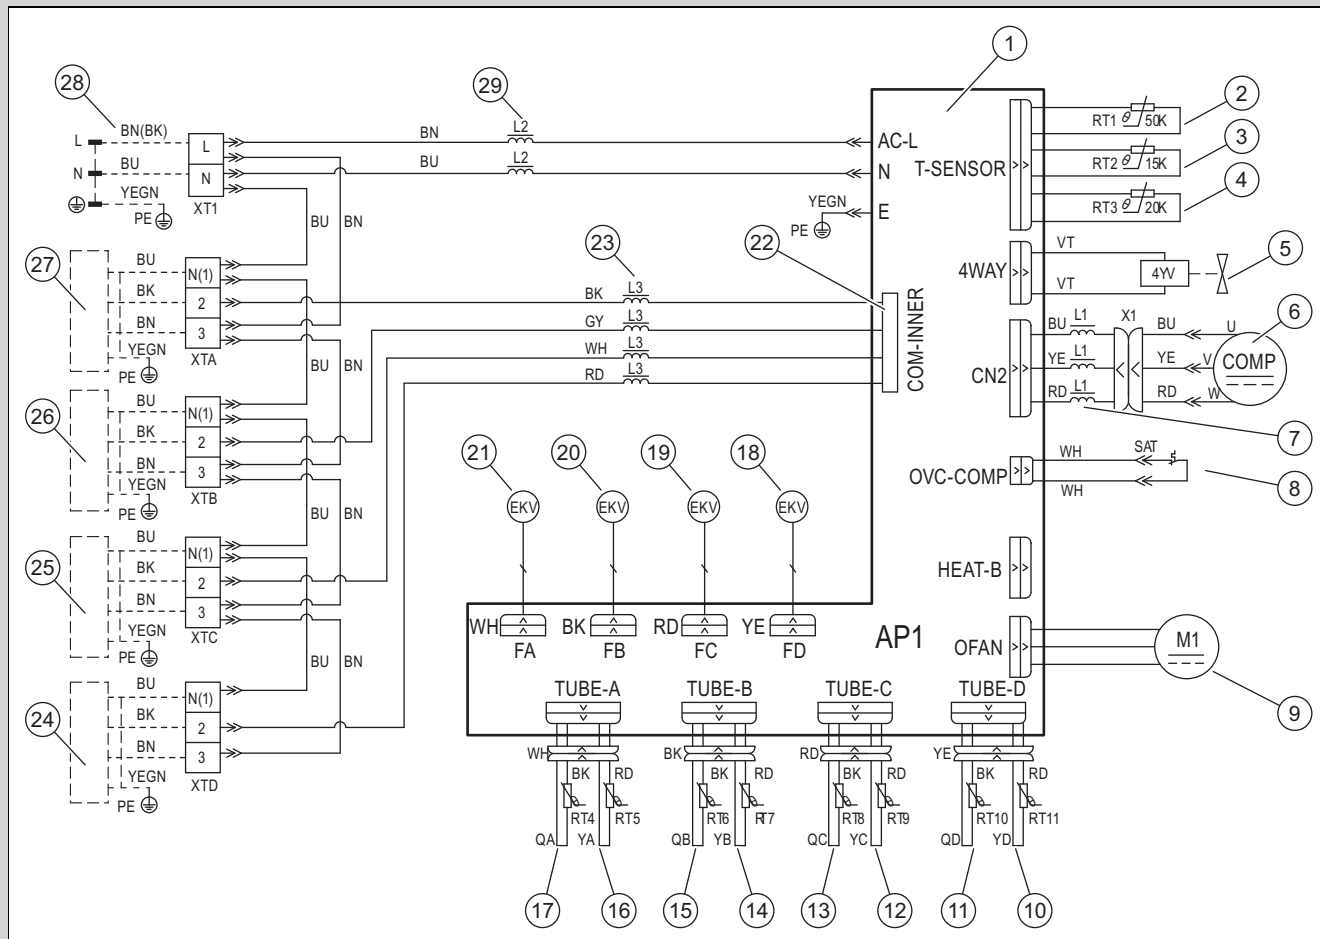 1
28
29
2
BN(BK)
L2
L
BN
L
AC-L
RT1 θ 50K
3
BU
BU
L2
T-SENSOR
RT2 θ 15K
N
N
N
4
YEGN
YEGN
RT3 θ 20K
PE
XT1
E
PE
BU
BN
23
22
VT
27
BU
N(1)
4WAY
4YV
5
BK
2
BK
L3
VT
BN
3
GY
L3
COM-INNER
BU
L1
X1
BU
U
6
YEGN
XTA
WH
L3
YE
L1
YE
V
COMP
PE
BU
BN
RD
L3
CN2
RD
L1
RD
W
26
BU
N(1)
BK
2
7
BN
3
21
20
19
18
WH
SAT
YEGN
XTB
OVC-COMP
8
PE
EKV
EKV
EKV
EKV
WH
BU
BN
25
BU
N(1)
BK
2
HEAT-B
BN
3
YEGN
XTC
WH
BK
RD
YE
AP1
OFAN
M1
PE
FA
FB
FC
FD
BU
BN
24
BU
N(1)
TUBE-A
TUBE-B
TUBE-C
TUBE-D
9
BK
2
BN
3
WH
BK
RD
YE
YEGN
XTD
BK
RD
BK
RD
BK
RD
BK
RD
PE
RT4
RT5
RT6
RT7
RT8
RT9
RT10
RT11
QA
YA
QB
YB
QC
YC
QD
YD
17
16
15
14
13
12
11
10